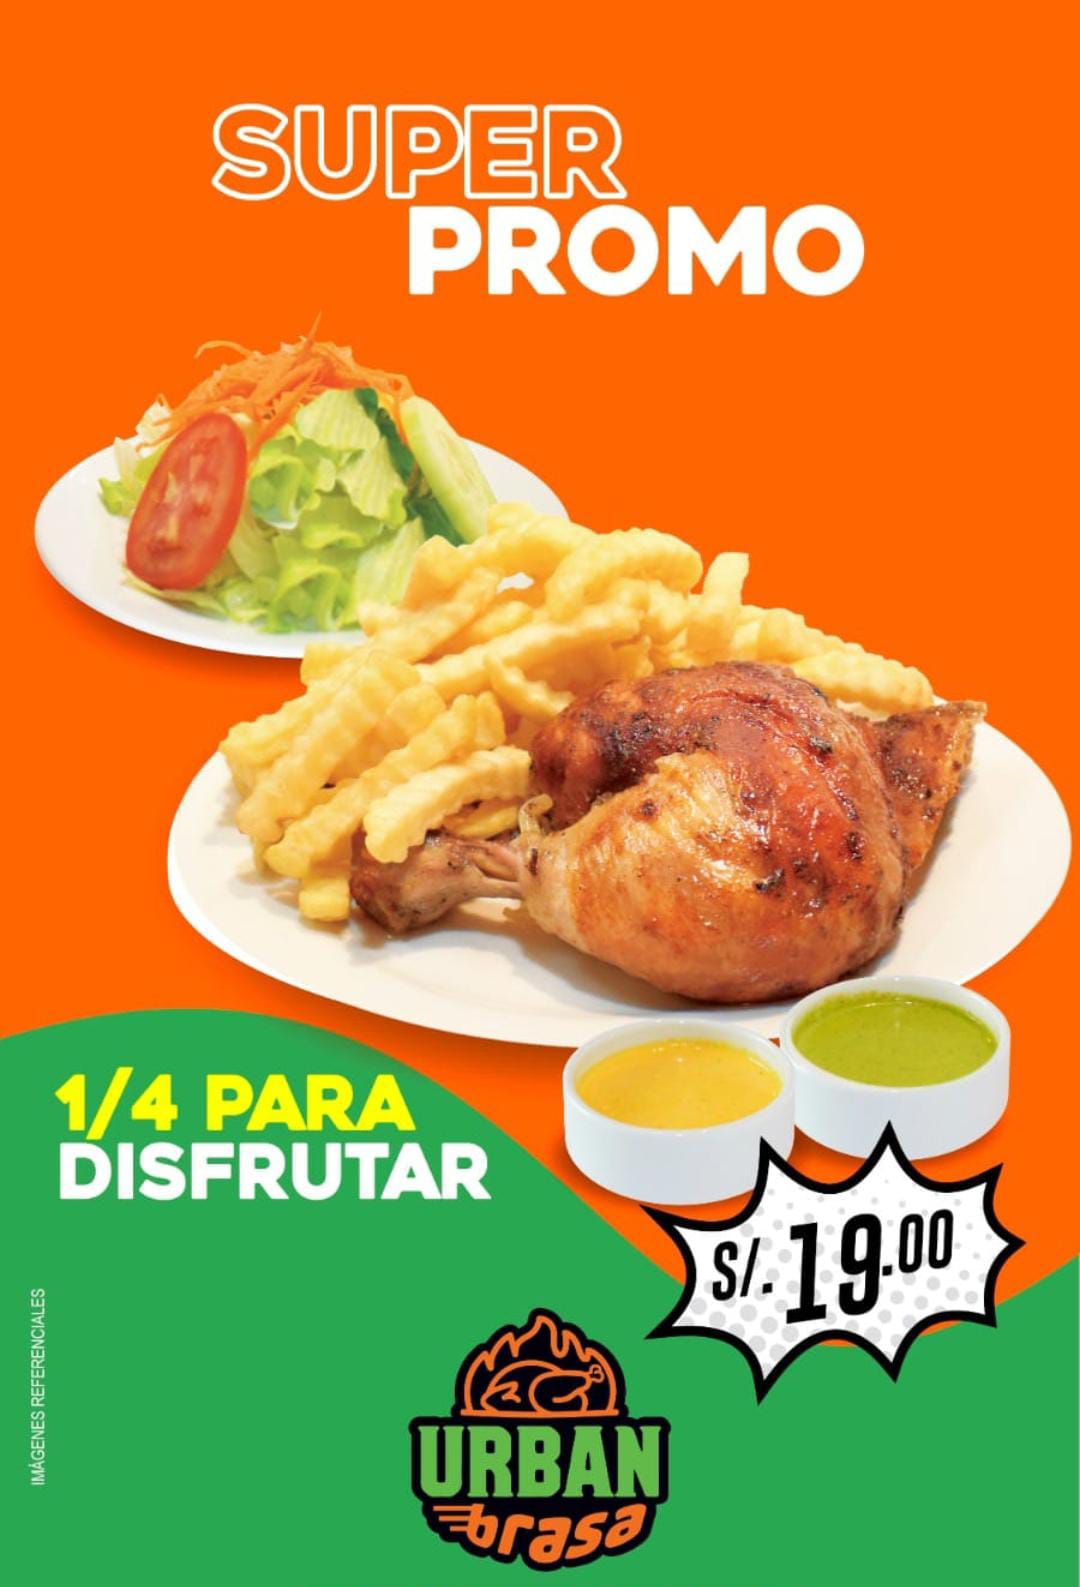 SUPER
PROMO
1/4 PARA
DISFRUTAR
S/. 19.00
IMÁGENES REFERENCIALES
URBAN
brasa